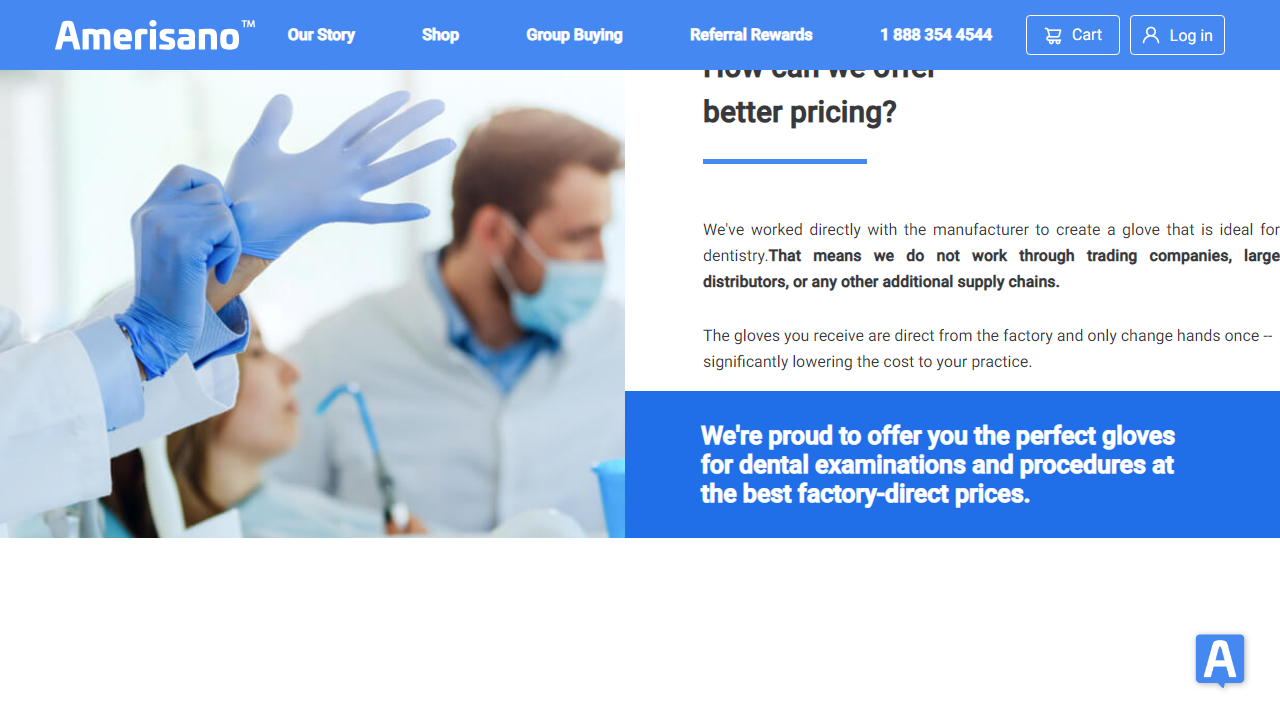 Amerisano™
Our Story
Shop
Group Buying
Referral Rewards
1 888 354 4544
Cart
Log in
How can we offer
better pricing?
We've worked directly with the manufacturer to create a glove that is ideal for
dentistry.That means we do not work through trading companies, large
distributors, or any other additional supply chains.
The gloves you receive are direct from the factory and only change hands once --
significantly lowering the cost to your practice.
We're proud to offer you the perfect gloves
for dental examinations and procedures at
the best factory-direct prices.
A